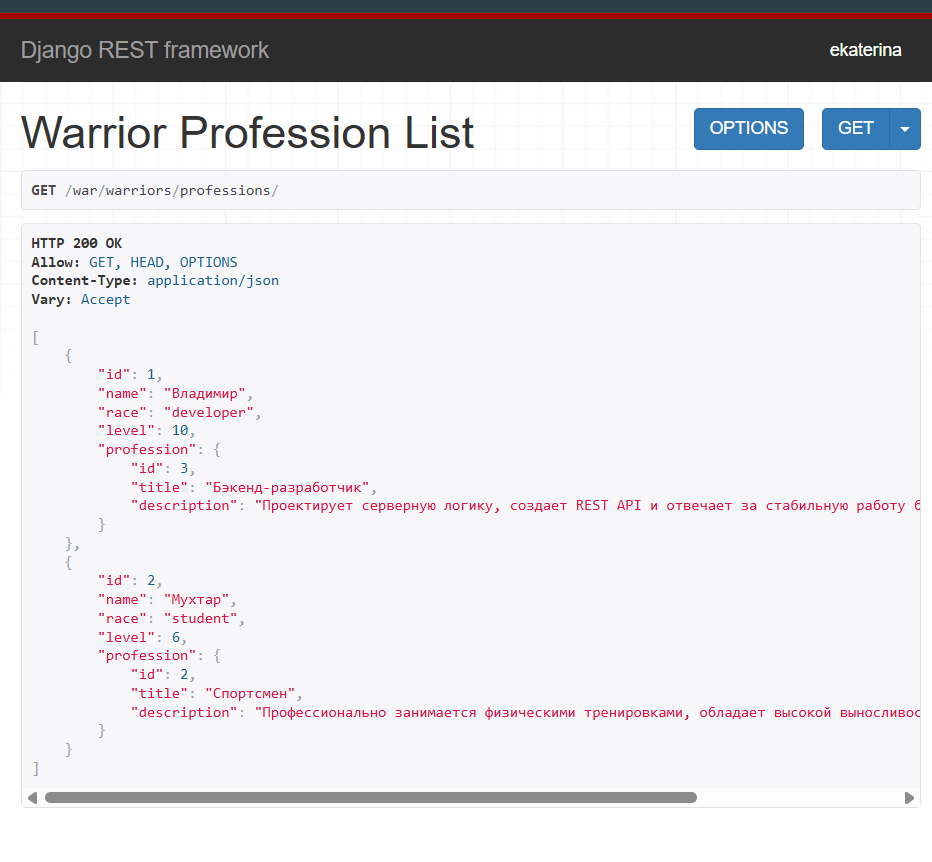 Django REST framework
ekaterina
Warrior Profession List
OPTIONS
GET
GET /war/warriors/professions/
HTTP 200 OK
Allow: GET, HEAD, OPTIONS
Content-Type: application/json
Vary: Accept
[
    {
        "id": 1,
        "name": "Владимир",
        "race": "developer",
        "level": 10,
        "profession": {
            "id": 3,
            "title": "Бэкенд-разработчик",
            "description": "Проектирует серверную логику, создает REST API и отвечает за стабильную работу
        }
    },
    {
        "id": 2,
        "name": "Мухтар",
        "race": "student",
        "level": 6,
        "profession": {
            "id": 2,
            "title": "Спортсмен",
            "description": "Профессионально занимается физическими тренировками, обладает высокой
        }
    }
]